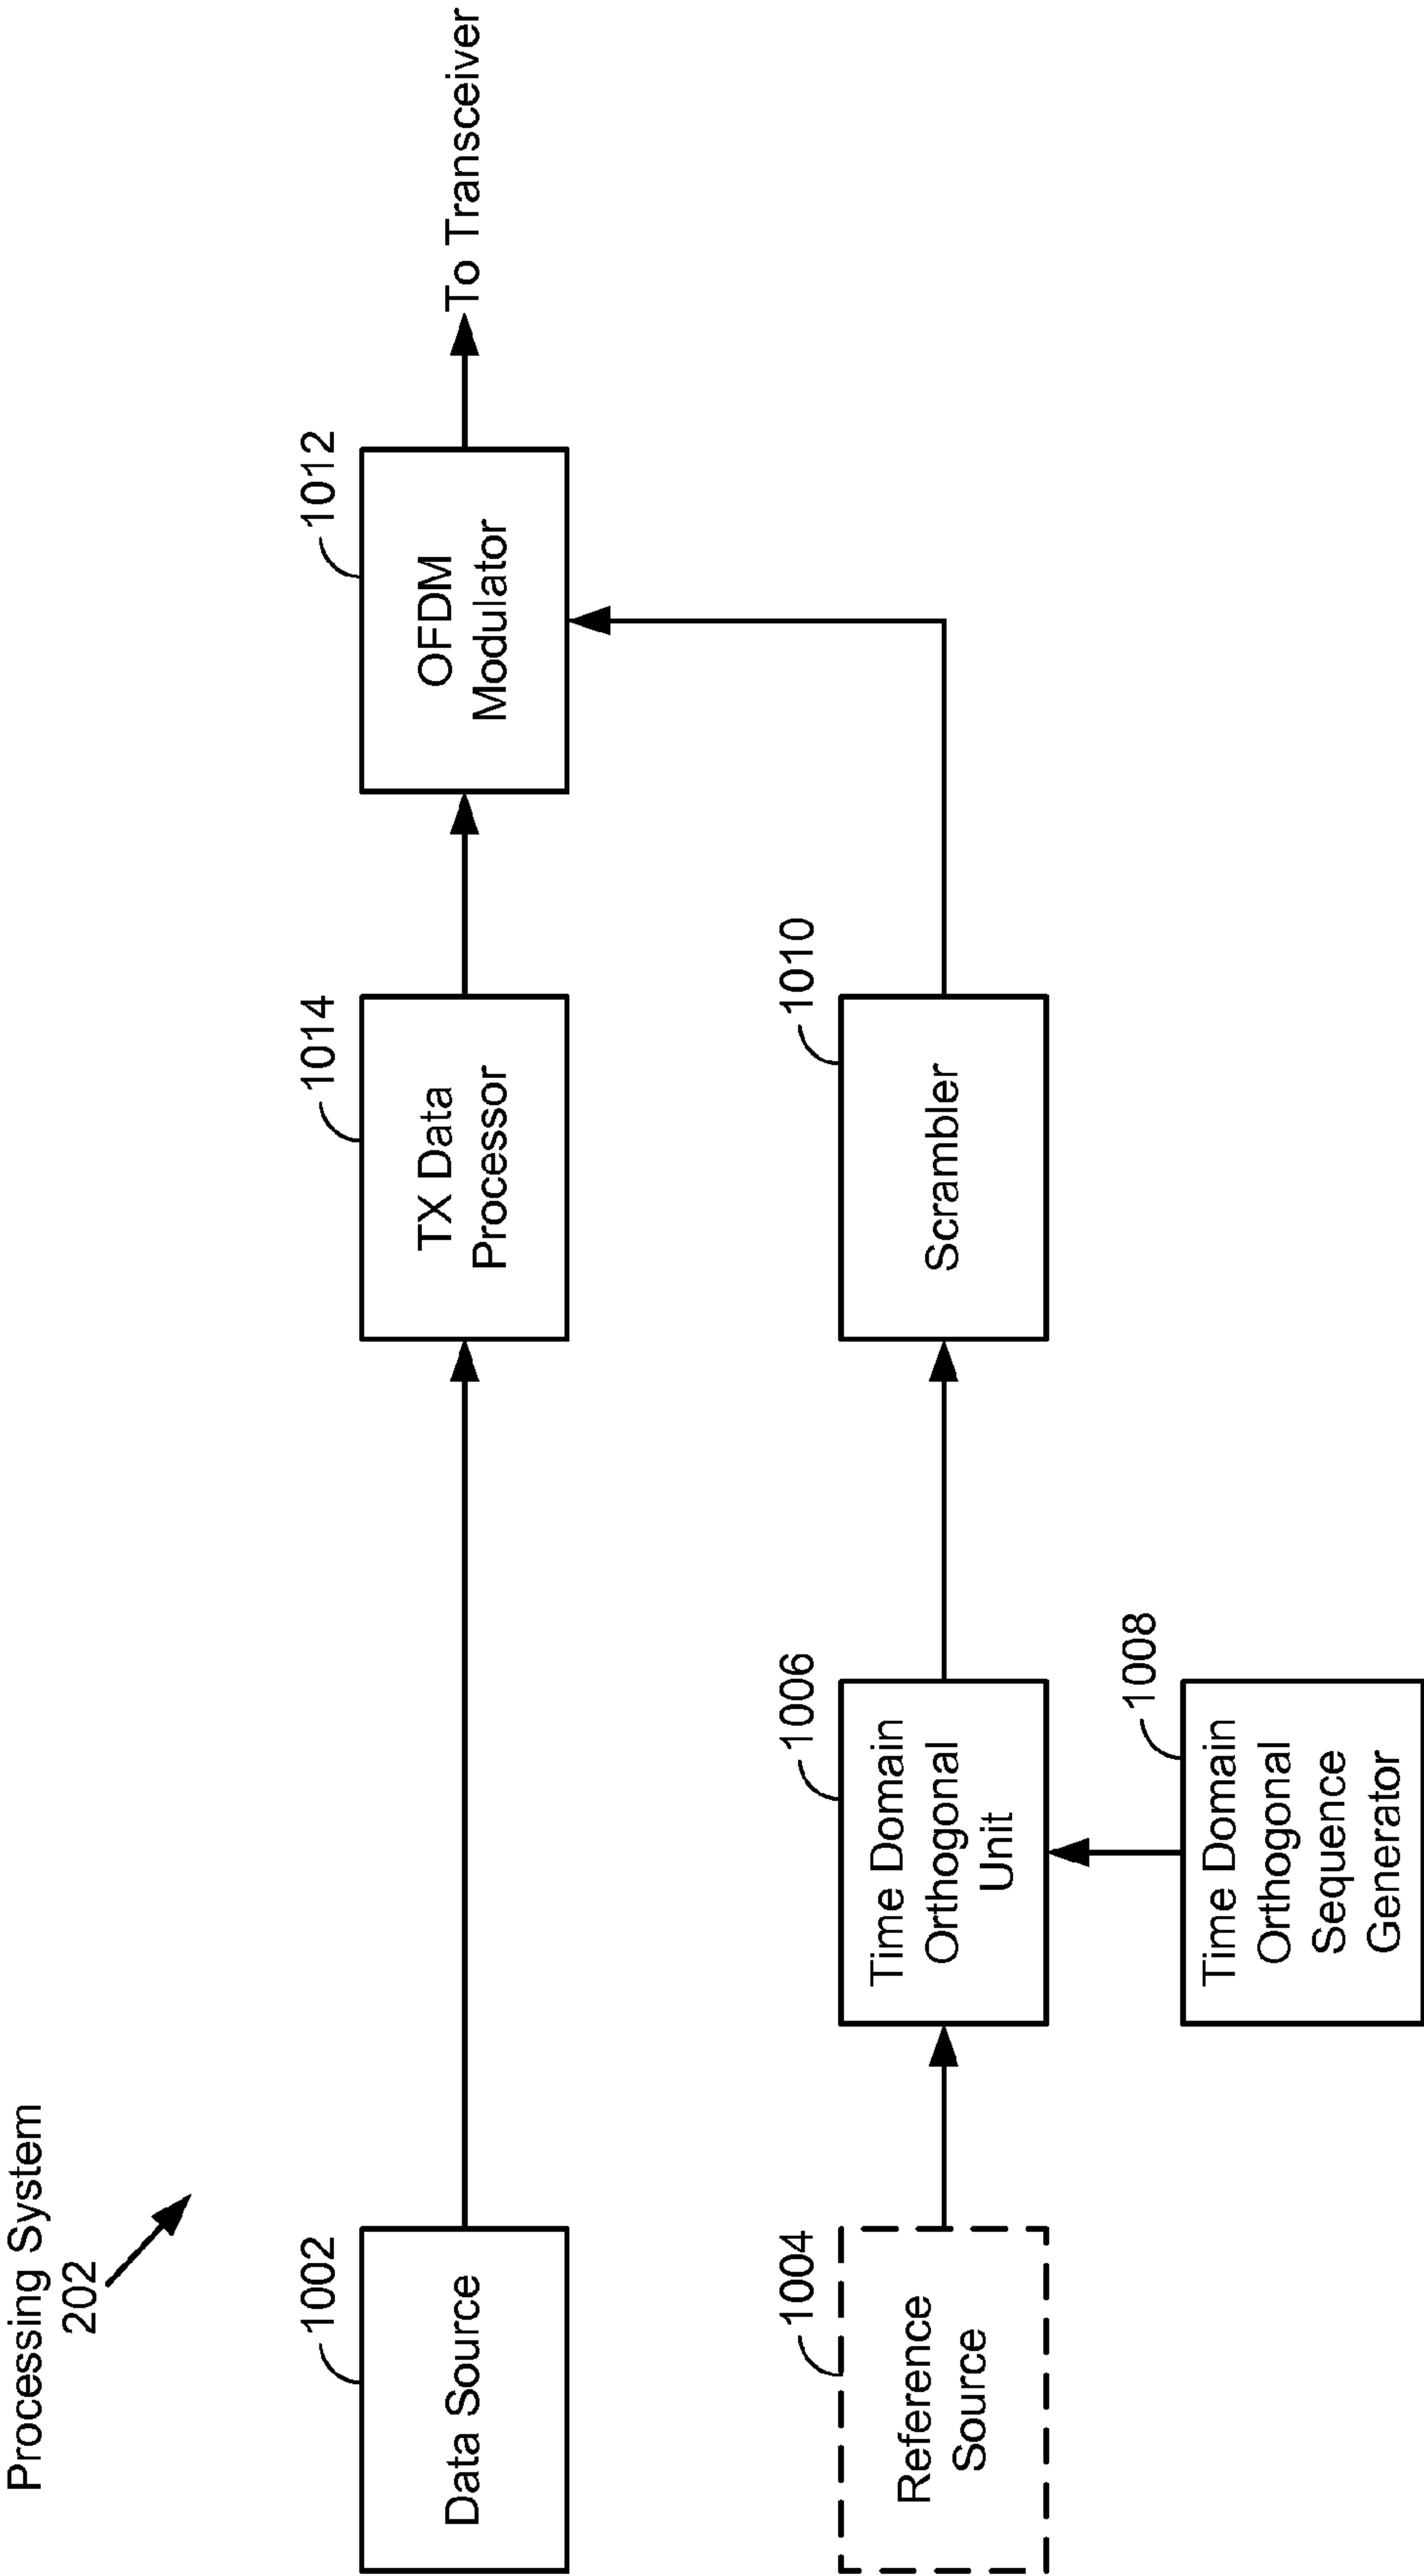 Processing System
202
1002
Data Source
1014
TX Data
Processor
1012
OFDM
Modulator
To Transceiver
1004
Reference
Source
1006
Time Domain
Orthogonal
Unit
1010
Scrambler
1008
Time Domain
Orthogonal
Sequence
Generator